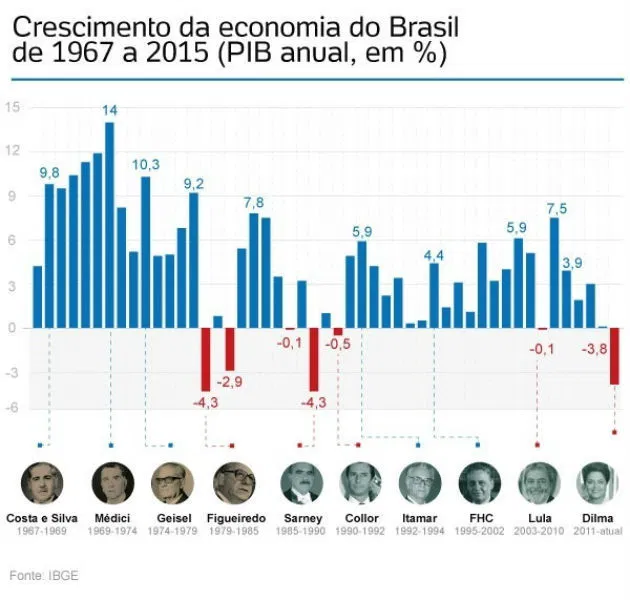 Crescimento da economia do Brasil
de 1967 a 2015 (PIB anual, em %)
15
12
9
6
3
0
-3
-6
9,8
14
10,3
9,2
-4,3
-2,9
7,8
-0,1
-4,3
-0,5
5,9
4,4
5,9
-0,1
7,5
3,9
-3,8
Costa e Silva
1967-1969
Médici
1969-1974
Geisel
1974-1979
Figueiredo
1979-1985
Sarney
1985-1990
Collor
1990-1992
Itamar
1992-1994
FHC
1995-2002
Lula
2003-2010
Dilma
2011-atual
Fonte: IBGE